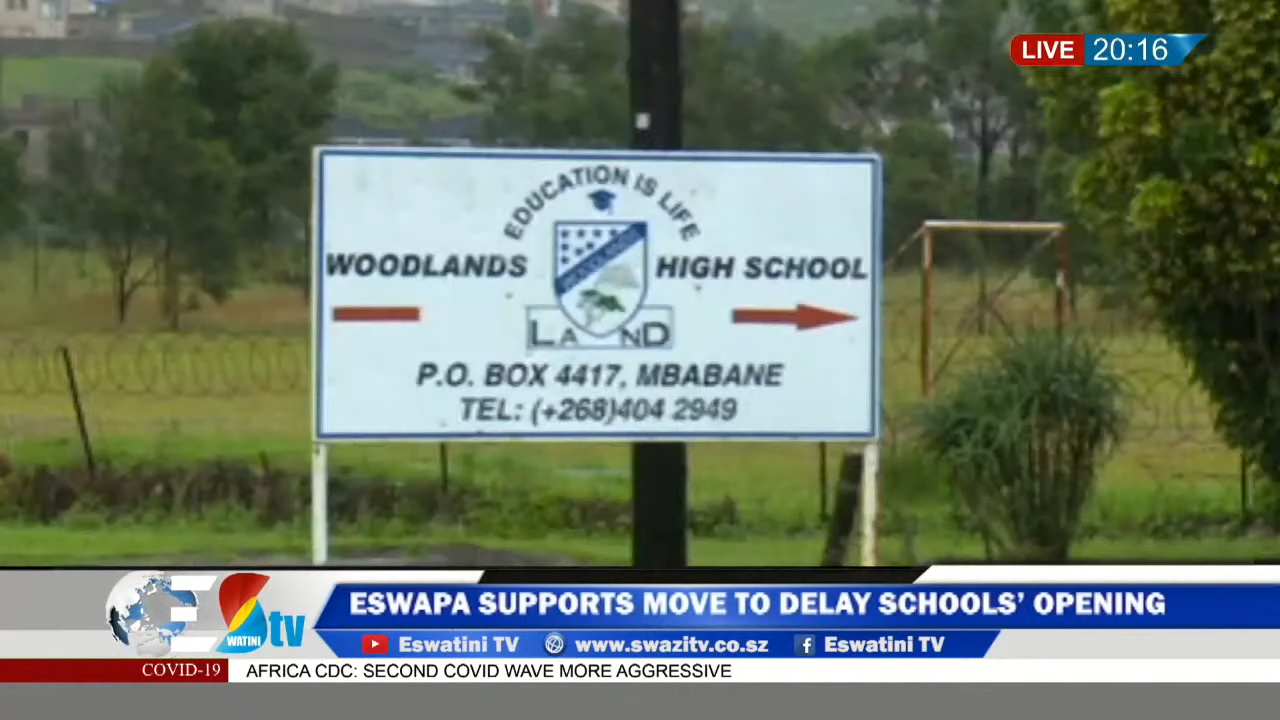 LIVE 20:16
EDUCATION IS LIFE
WOODLANDS HIGH SCHOOL
LAND
P.O. BOX 4417, MBABANE
TEL: (+268)404 2949
ESWAPA SUPPORTS MOVE TO DELAY SCHOOLS' OPENING
E WATINI tv
Eswatini TV www.swazitv.co.sz Eswatini TV
COVID-19 AFRICA CDC: SECOND COVID WAVE MORE AGGRESSIVE